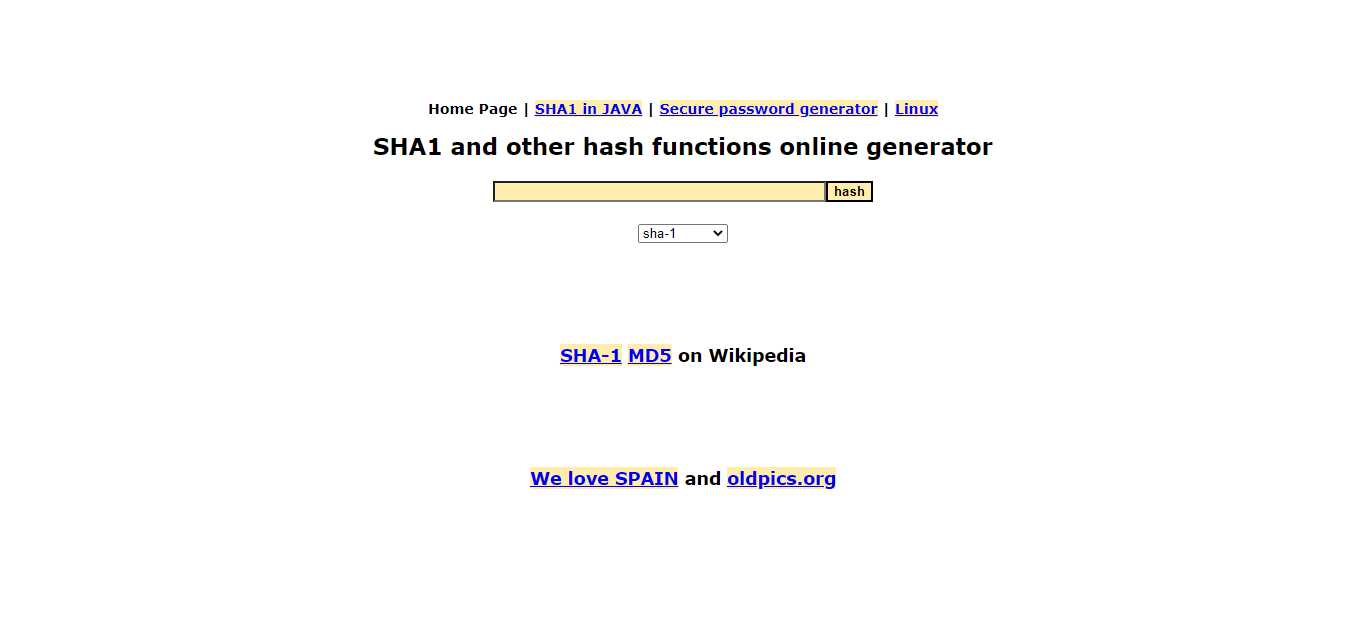 Home Page | SHA1 in JAVA | Secure password generator | Linux
SHA1 and other hash functions online generator
hash
sha-1
SHA-1 MD5 on Wikipedia
We love SPAIN and oldpics.org